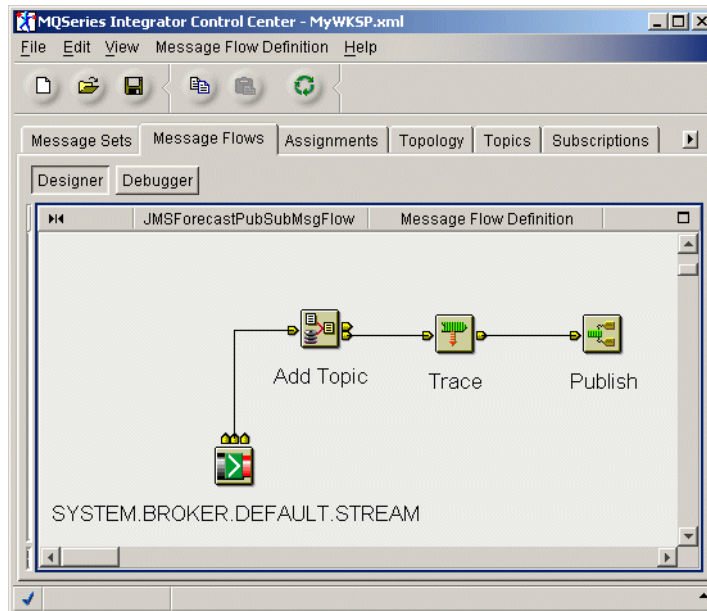 MQSeries Integrator Control Center - MyWKSP.xml
File Edit View Message Flow Definition Help
Message Sets Message Flows Assignments Topology Topics Subscriptions
Designer Debugger
JMSForecastPubSubMsgFlow Message Flow Definition
Add Topic Trace Publish
SYSTEM.BROKER.DEFAULT.STREAM